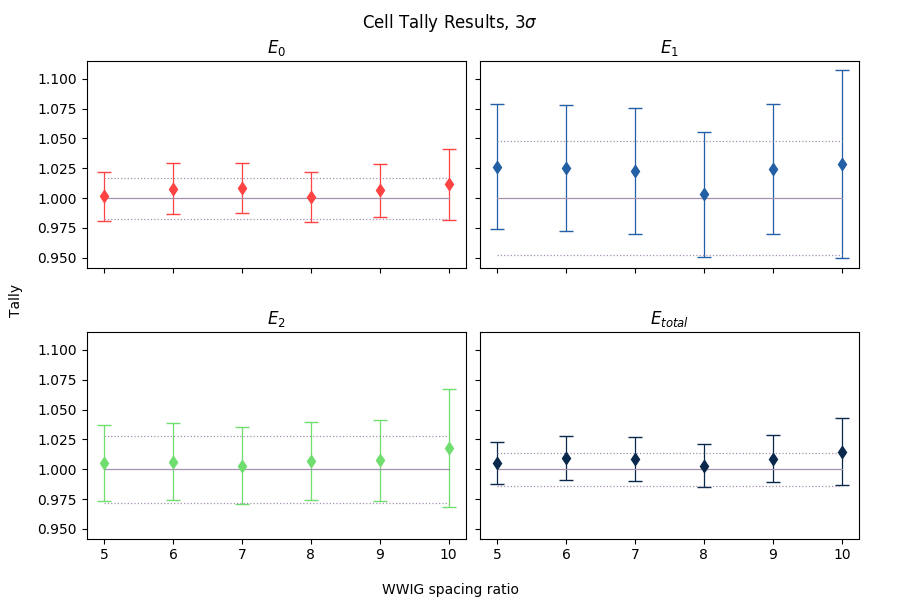 Cell Tally Results, 3σ
E₀
E₁
1.100
1.075
1.050
1.025
1.000
0.975
0.950
Tally
E₂
E_total
1.100
1.075
1.050
1.025
1.000
0.975
0.950
5 6 7 8 9 10
5 6 7 8 9 10
WWIG spacing ratio